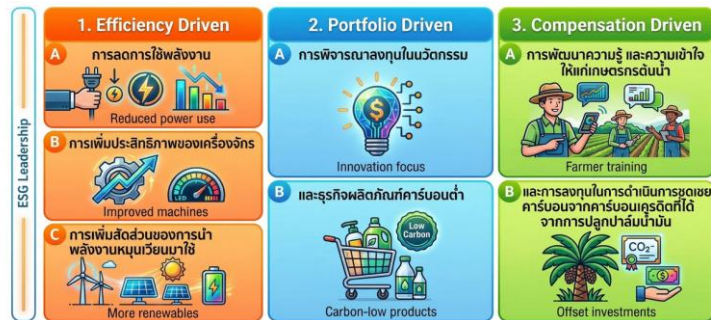 ESG Leadership
1. Efficiency Driven
A
การลดการใช้พลังงาน
Reduced power use
B
การเพิ่มประสิทธิภาพของเครื่องจักร
LED
Improved machines
C
การเพิ่มสัดส่วนของการนำ
พลังงานหมุนเวียนมาใช้
More renewables
2. Portfolio Driven
A
การพิจารณาลงทุนในนวัตกรรม
$
Innovation focus
B
และธุรกิจผลิตภัณฑ์คาร์บอนต่ำ
Low
Carbon
Carbon-low products
3. Compensation Driven
A
การพัฒนาความรู้ และความเข้าใจ
ให้แก่เกษตรกรต้นน้ำ
Farmer training
B
และการลงทุนในการดำเนินการชดเชย
คาร์บอนจากคาร์บอนเครดิตที่ได้
จากการปลูกปาล์มน้ำมัน
CO₂-
$
Offset investments